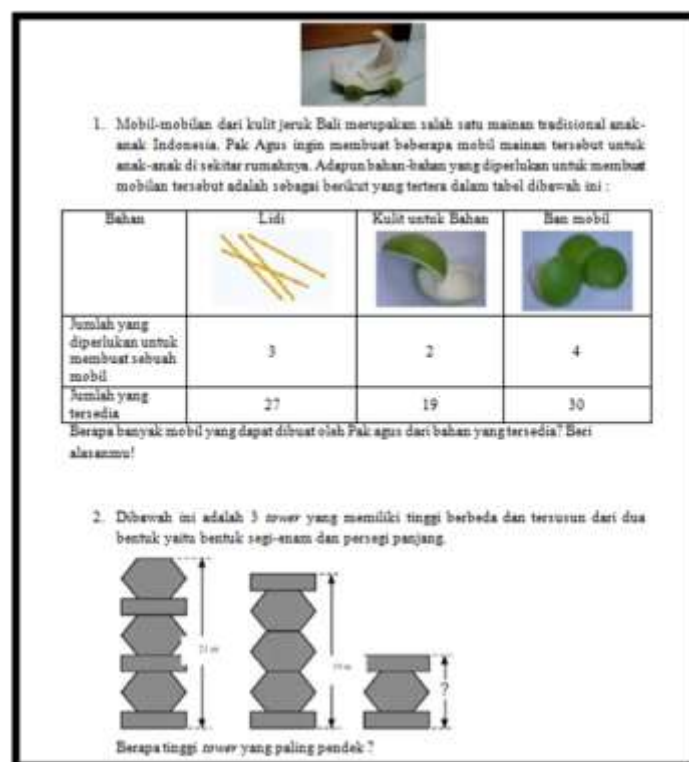 1. Mobil-mobilan dari kulit jeruk Bali merupakan salah satu mainan tradisional anak-
anak Indonesia. Pak Agus ingin membuat beberapa mobil mainan tersebut untuk
anak-anak di sekitar rumahnya. Adapun bahan-bahan yang diperlukan untuk membuat
mobilan tersebut adalah sebagai berikut yang tertera dalam tabel dibawah ini :
Bahan Lidi Kulit untuk Bahan Ban mobil
Jumlah yang
diperlukan untuk
membuat sebuah
mobil
3 2 4
Jumlah yang
tersedia
27 19 30
Berapa banyak mobil yang dapat dibuat oleh Pak agus dari bahan yang tersedia? Beri
alasanmu!
2. Dibawah ini adalah 3 tower yang memiliki tinggi berbeda dan tersusun dari dua
bentuk yaitu bentuk segi-enam dan persegi panjang.
21 m
19 m
?
Berapa tinggi tower yang paling pendek ?